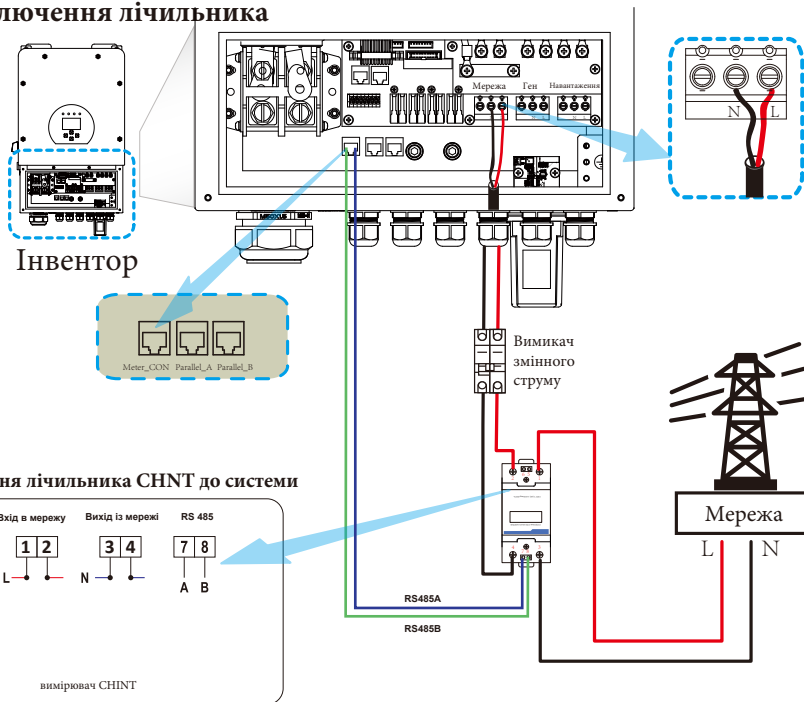 лючення лічильника
Мережа Ген Навантаження
N L
Інвентор
Meter_CON Parallel_A Parallel_B
Вимикач
змінного
струму
ня лічильника CHNT до системи
Вхід в мережу Вихід із мережі RS 485
1 2 3 4 7 8
L N A B
Мережа
L N
RS485A
RS485B
вимірювач CHINT